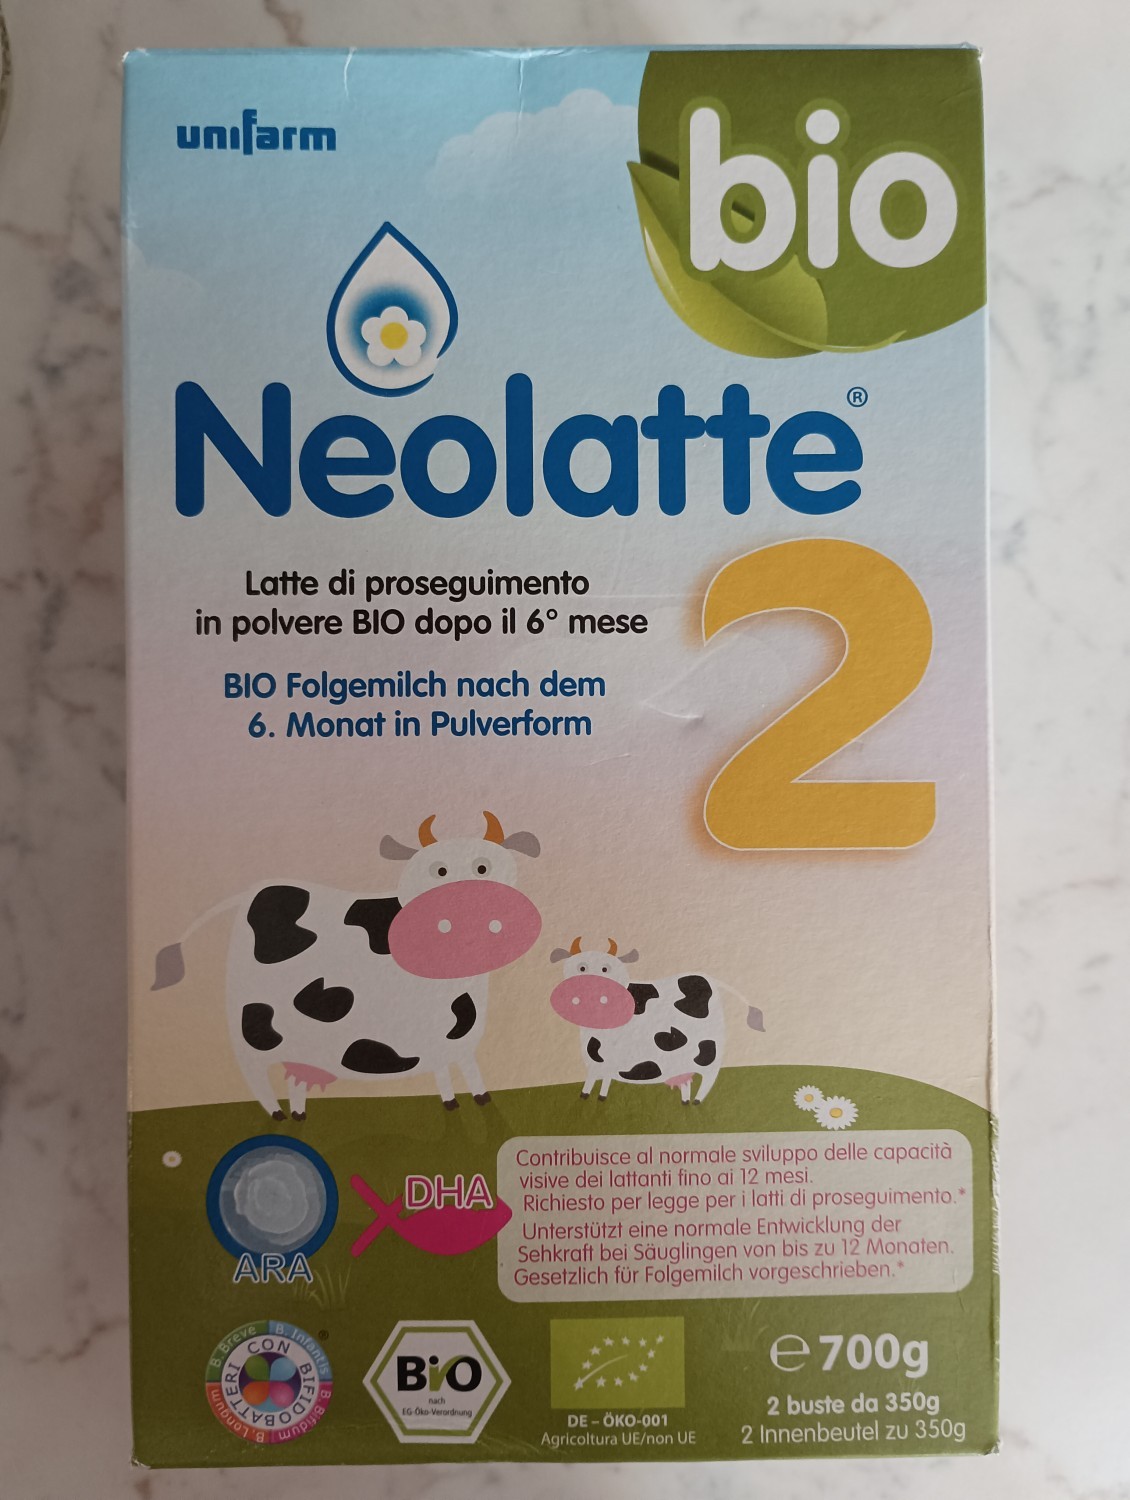 unifarm
bio
Neolatte®
2
Latte di proseguimento
in polvere BIO dopo il 6° mese
BIO Folgemilch nach dem
6. Monat in Pulverform
ARA
DHA
Contribuisce al normale sviluppo delle capacità
visive dei lattanti fino ai 12 mesi.
Richiesto per legge per i latti di proseguimento.*
Unterstützt eine normale Entwicklung der
Sehkraft bei Säuglingen von bis zu 12 Monaten.
Gesetzlich für Folgemilch vorgeschrieben.*
CON BIFIDOBATTERI
B. Breve
B. Infantis
B. Bifidum
B. Longum
®
BiO
nach
EG-Öko-Verordnung
DE – ÖKO-001
Agricoltura UE/non UE
℮ 700g
2 buste da 350g
2 Innenbeutel zu 350g